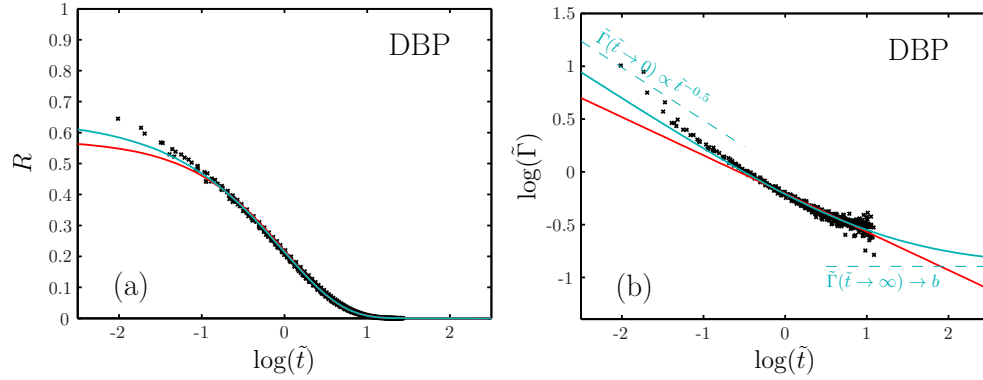 1
0.9
0.8
0.7
0.6
0.5
0.4
0.3
0.2
0.1
0
R
DBP
(a)
-2 -1 0 1 2
log(t̃)
1.5
1
0.5
0
-0.5
-1
log(Γ̃)
DBP
Γ̃(t̃ → 0) ∝ t̃^{-0.5}
Γ̃(t̃ → ∞) → b
(b)
-2 -1 0 1 2
log(t̃)